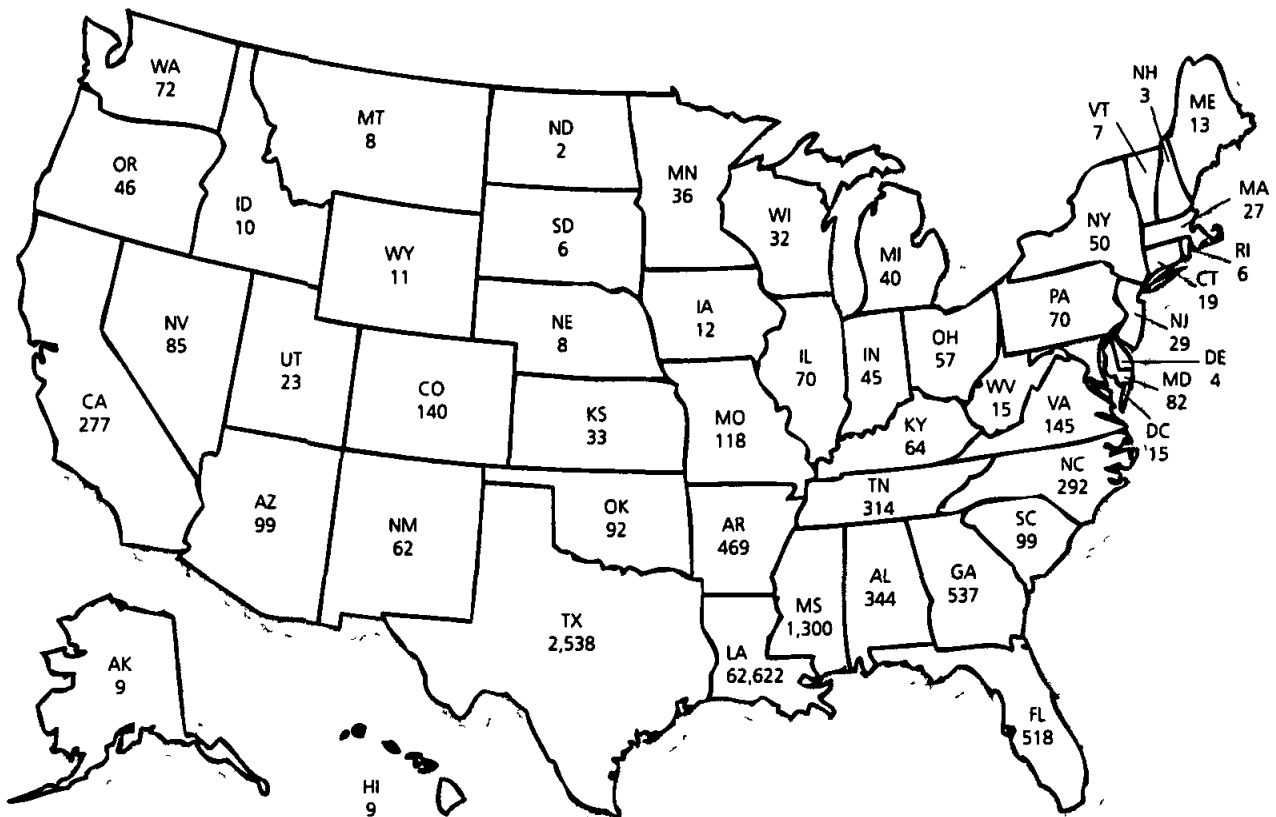 WA
72
OR
46
CA
277
NV
85
ID
10
MT
8
WY
11
UT
23
CO
140
AZ
99
NM
62
ND
2
SD
6
NE
8
KS
33
OK
92
TX
2,538
MN
36
IA
12
MO
118
AR
469
LA
62,622
WI
32
IL
70
MI
40
IN
45
OH
57
KY
64
TN
314
MS
1,300
AL
344
GA
537
FL
518
SC
99
NC
292
VA
145
WV
15
PA
70
NY
50
VT
7
NH
3
ME
13
MA
27
RI
6
CT
19
NJ
29
DE
4
MD
82
DC
15
AK
9
HI
9